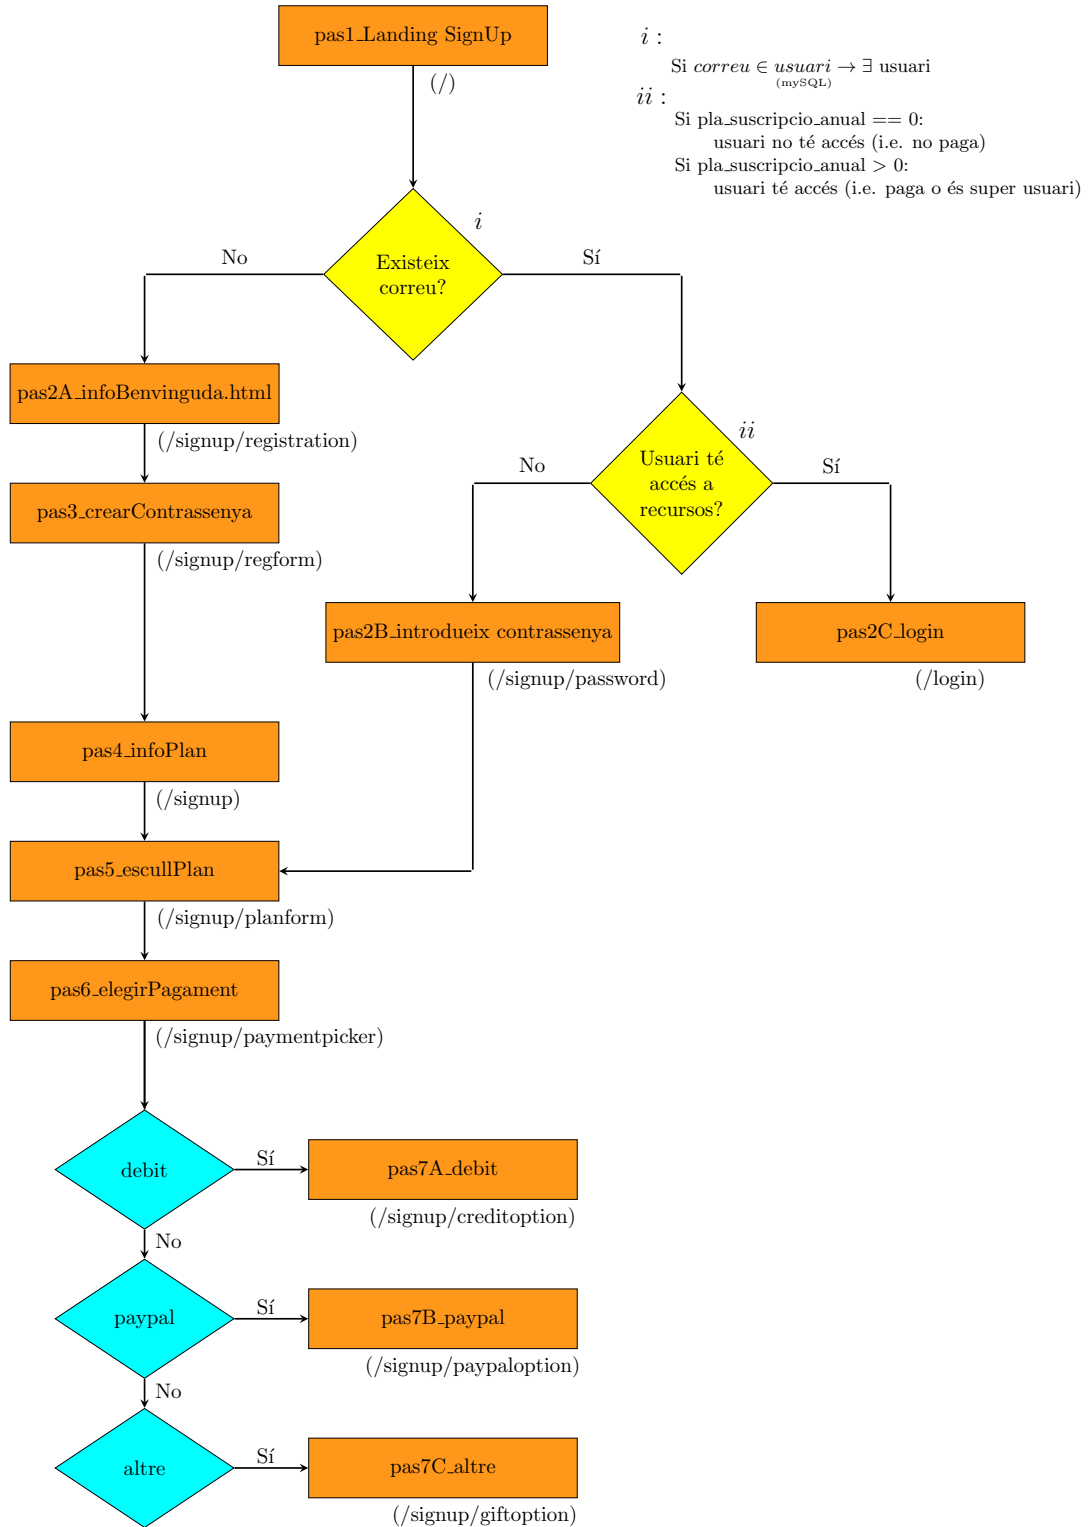 pas1_Landing SignUp
(/)
i :
Si correu ∈ usuari → ∃ usuari
(mySQL)
ii :
Si pla_suscripcio_anual == 0:
usuari no té accés (i.e. no paga)
Si pla_suscripcio_anual > 0:
usuari té accés (i.e. paga o és super usuari)
i
Existeix
correu?
No
Sí
pas2A_infoBenvinguda.html
(/signup/registration)
ii
Usuari té
accés a
recursos?
No
Sí
pas3_crearContrassenya
(/signup/regform)
pas2B_introdueix contrassenya
(/signup/password)
pas2C_login
(/login)
pas4_infoPlan
(/signup)
pas5_escullPlan
(/signup/planform)
pas6_elegirPagament
(/signup/paymentpicker)
debit
Sí
pas7A_debit
(/signup/creditoption)
No
paypal
Sí
pas7B_paypal
(/signup/paypaloption)
No
altre
Sí
pas7C_altre
(/signup/giftoption)